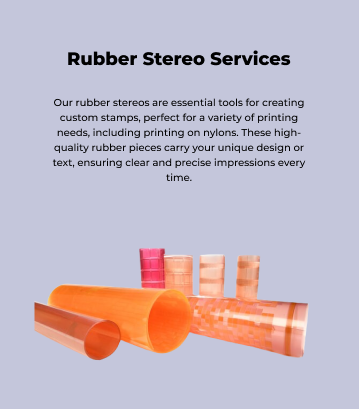 Rubber Stereo Services
Our rubber stereos are essential tools for creating
custom stamps, perfect for a variety of printing
needs, including printing on nylons. These high-
quality rubber pieces carry your unique design or
text, ensuring clear and precise impressions every
time.